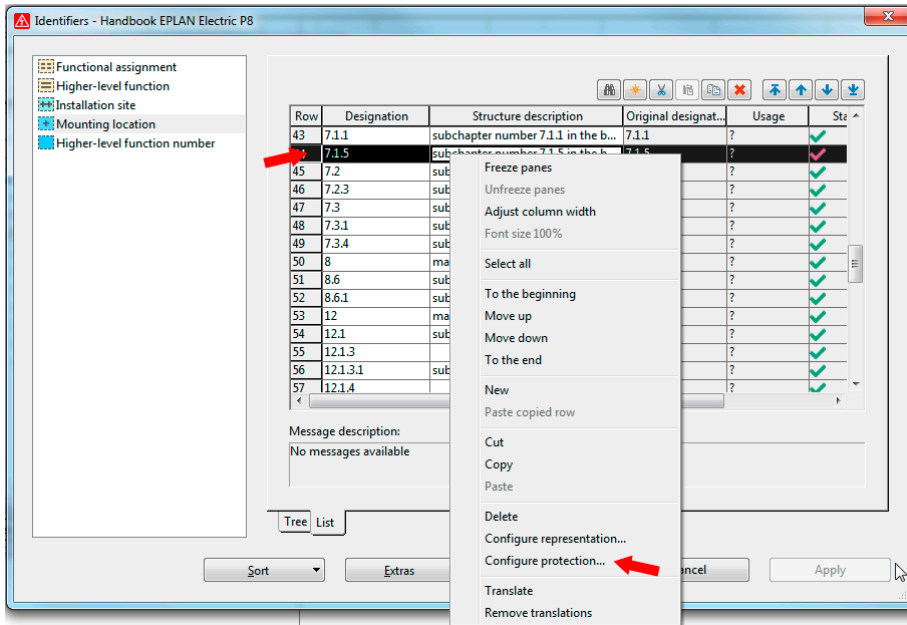 Identifiers - Handbook EPLAN Electric P8
Functional assignment
Higher-level function
Installation site
Mounting location
Higher-level function number
Row Designation Structure description Original designat... Usage Sta
43 7.1.1 subchapter number 7.1.1 in the b... 7.1.1 ?
7.1.5 subchapter number 7.1.5 in the b... 7.1.5 ?
45 7.2 sub ?
46 7.2.3 sub ?
47 7.3 sub ?
48 7.3.1 sub ?
49 7.3.4 sub ?
50 8 ma ?
51 8.6 sub ?
52 8.6.1 sub ?
53 12 ma ?
54 12.1 sub ?
55 12.1.3 ?
56 12.1.3.1 sub ?
57 12.1.4 ?
Freeze panes
Unfreeze panes
Adjust column width
Font size 100%
Select all
To the beginning
Move up
Move down
To the end
New
Paste copied row
Cut
Copy
Paste
Delete
Configure representation...
Configure protection...
Translate
Remove translations
Message description:
No messages available
Tree List
Sort Extras ancel Apply